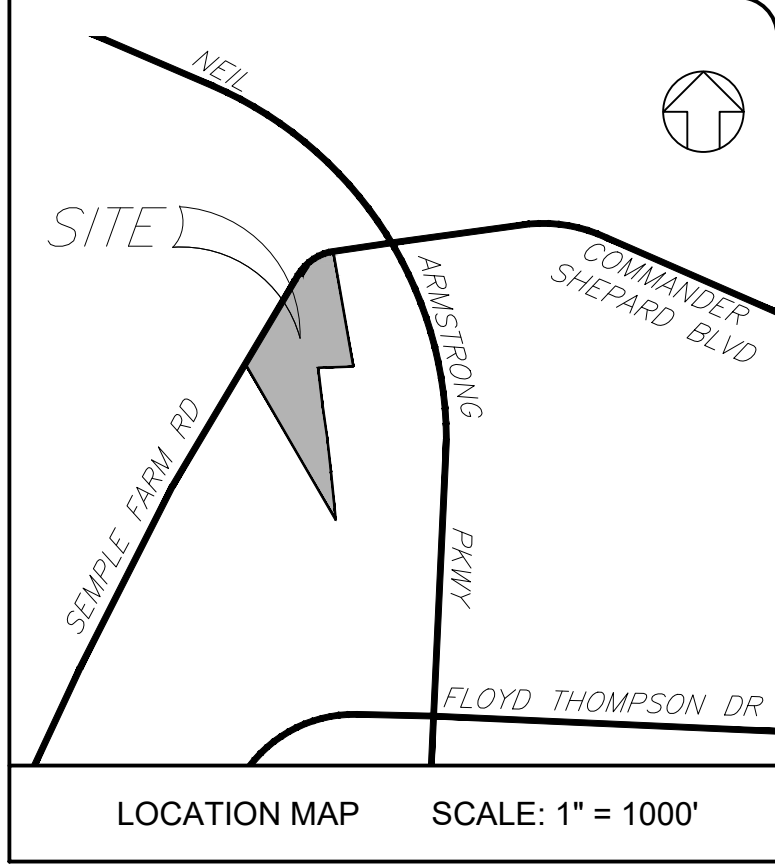 NEIL
SITE
COMMANDER
SHEPARD BLVD
ARMSTRONG
SEMPLE FARM RD
PKWY
FLOYD THOMPSON DR
LOCATION MAP SCALE: 1" = 1000'